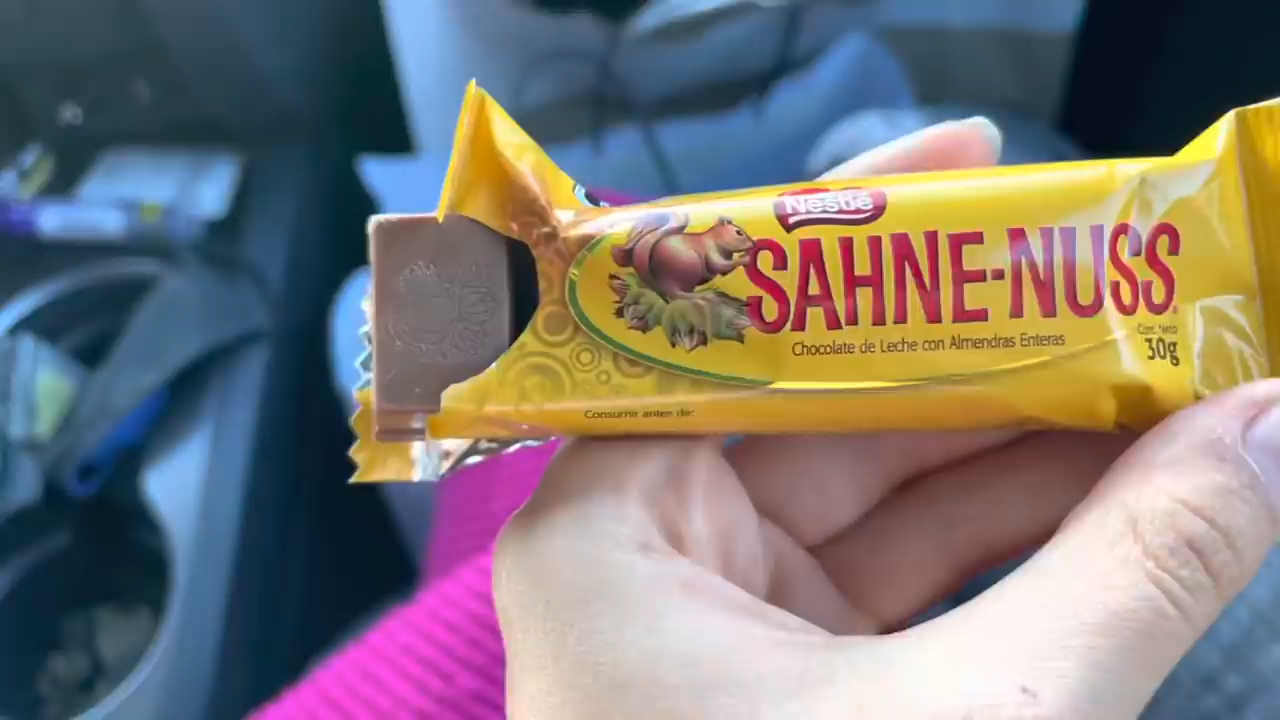 Nestlé
SAHNE-NUSS
Chocolate de Leche con Almendras Enteras
Cont. Neto
30g
Consumir antes de: